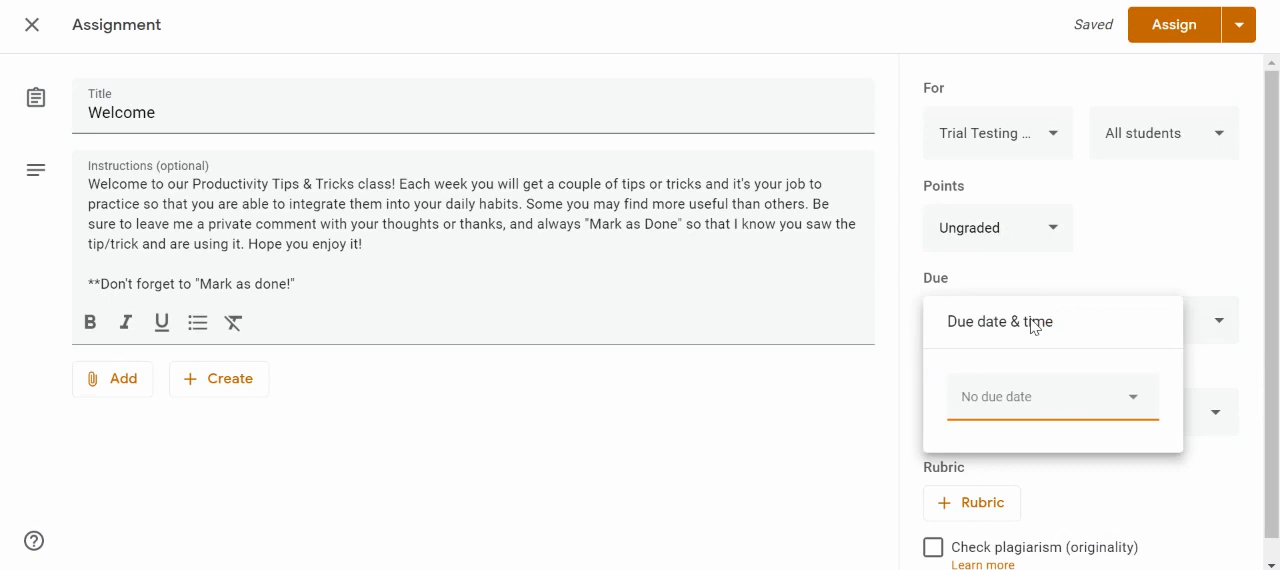 Assignment
Saved
Assign
Title
Welcome
Instructions (optional)
Welcome to our Productivity Tips & Tricks class! Each week you will get a couple of tips or tricks and it's your job to
practice so that you are able to integrate them into your daily habits. Some you may find more useful than others. Be
sure to leave me a private comment with your thoughts or thanks, and always "Mark as Done" so that I know you saw the
tip/trick and are using it. Hope you enjoy it!
**Don't forget to "Mark as done!"
B I U
Add
+ Create
For
Trial Testing ...
All students
Points
Ungraded
Due
Due date & time
No due date
Rubric
+ Rubric
Check plagiarism (originality)
Learn more